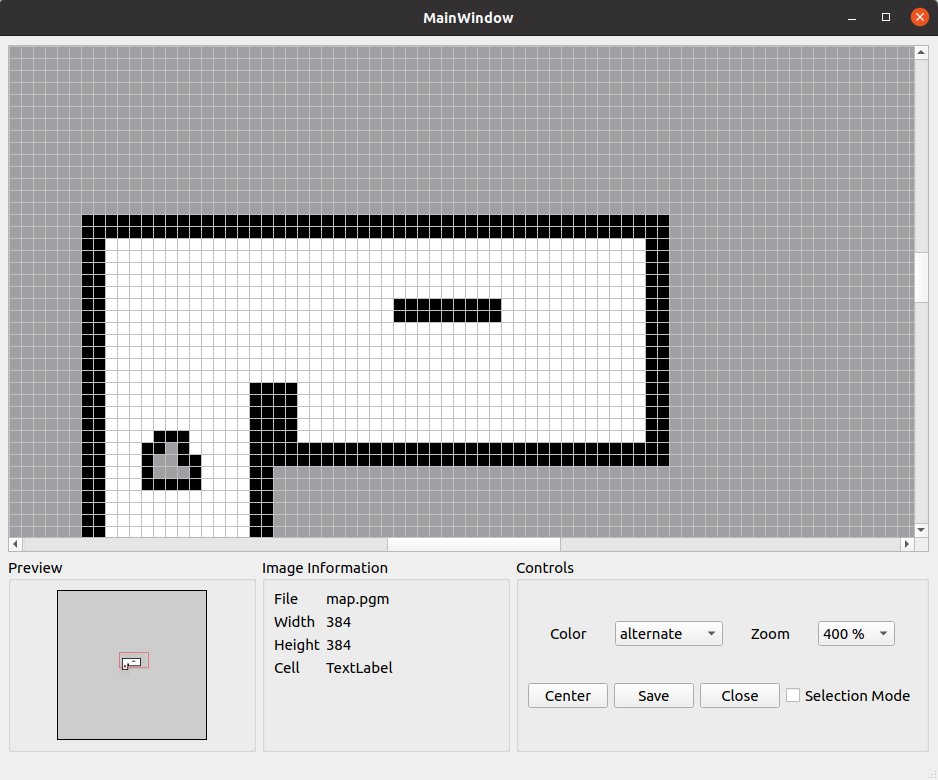 MainWindow
Preview
Image Information
Controls
File map.pgm
Width 384
Height 384
Cell TextLabel
Color alternate Zoom 400 %
Center Save Close Selection Mode